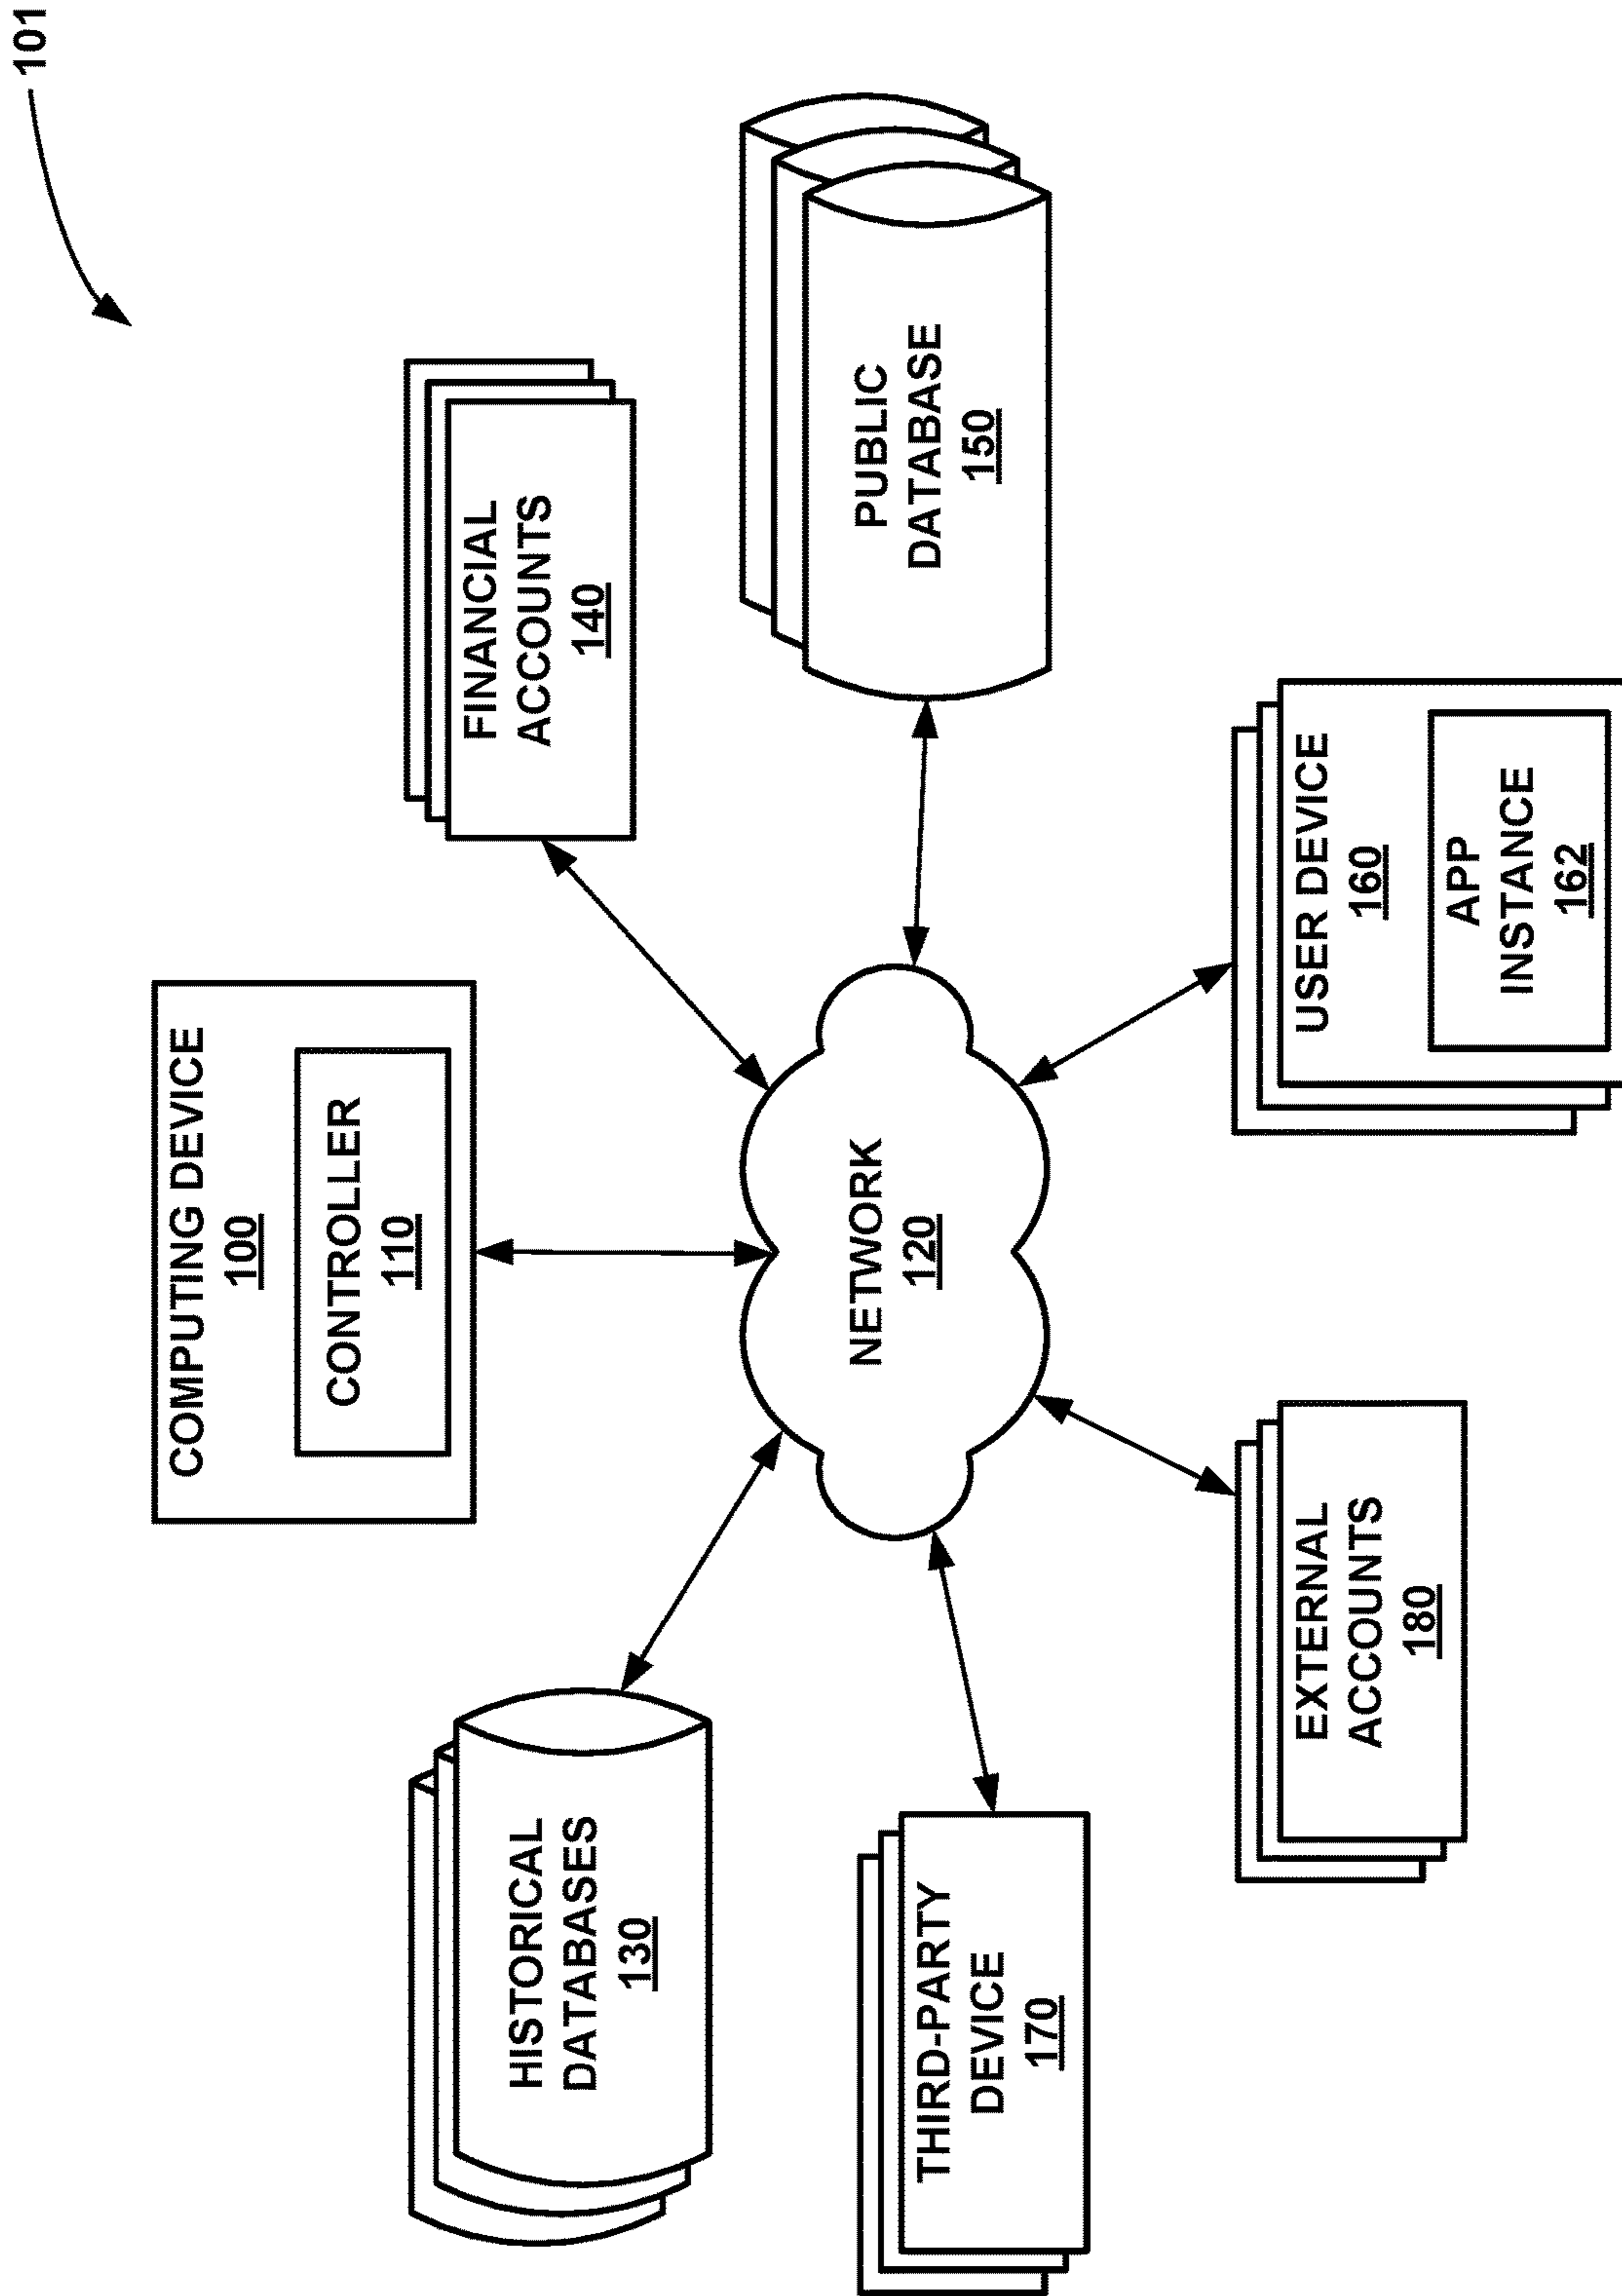 101
COMPUTING DEVICE
100
CONTROLLER
110
HISTORICAL
DATABASES
130
FINANCIAL
ACCOUNTS
140
NETWORK
120
THIRD-PARTY
DEVICE
170
PUBLIC
DATABASE
150
EXTERNAL
ACCOUNTS
180
USER DEVICE
160
APP
INSTANCE
162